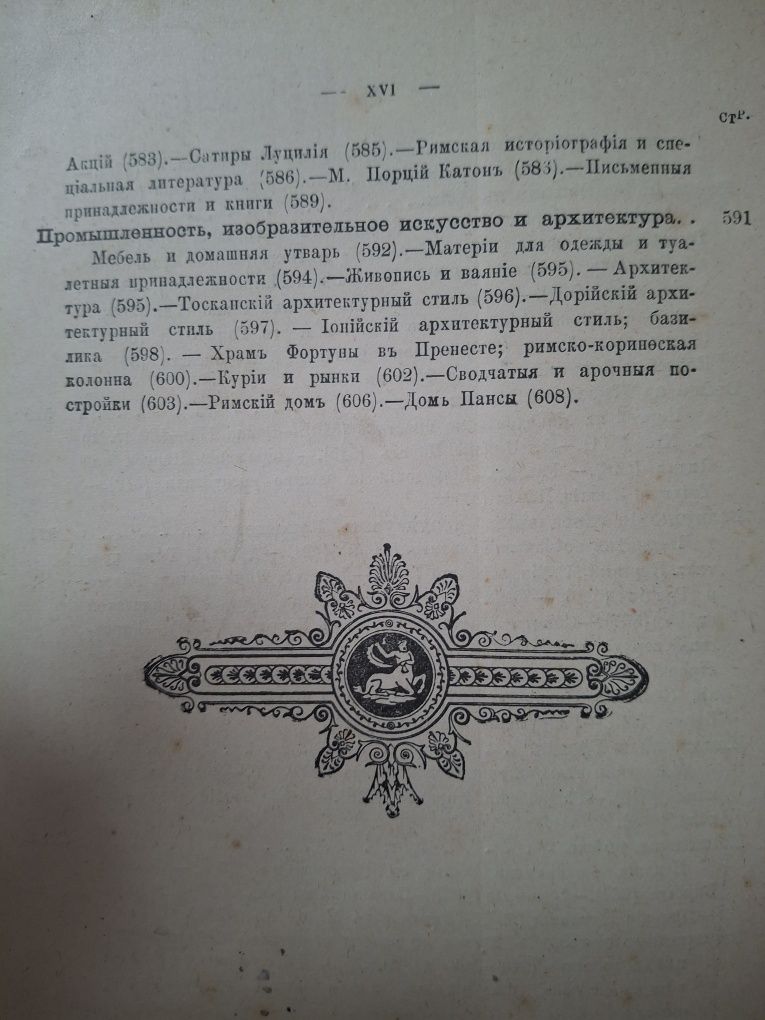 — XVI —
Стр.
Акцій (583).—Сатиры Луцилія (585).—Римская исторіографія и спе-
ціальная литература (586).—М. Порцій Катонъ (586).—Письменныя
принадлежности и книги (589).
Промышленность, изобразительное искусство и архитектура. . 591
Мебель и домашняя утварь (592).—Матеріи для одежды и туа-
летныя принадлежности (594).—Живопись и ваяніе (595). — Архитек-
тура (595).—Тосканскій архитектурный стиль (596).—Дорійскій архи-
тектурный стиль (597). — Іонійскій архитектурный стиль; бази-
лика (598). — Храмъ Фортуны въ Пренесте; римско-коринѳская
колонна (600).—Куріи и рынки (602).—Сводчатыя и арочныя по-
стройки (603).—Римскій домъ (606).—Домъ Пансы (608).